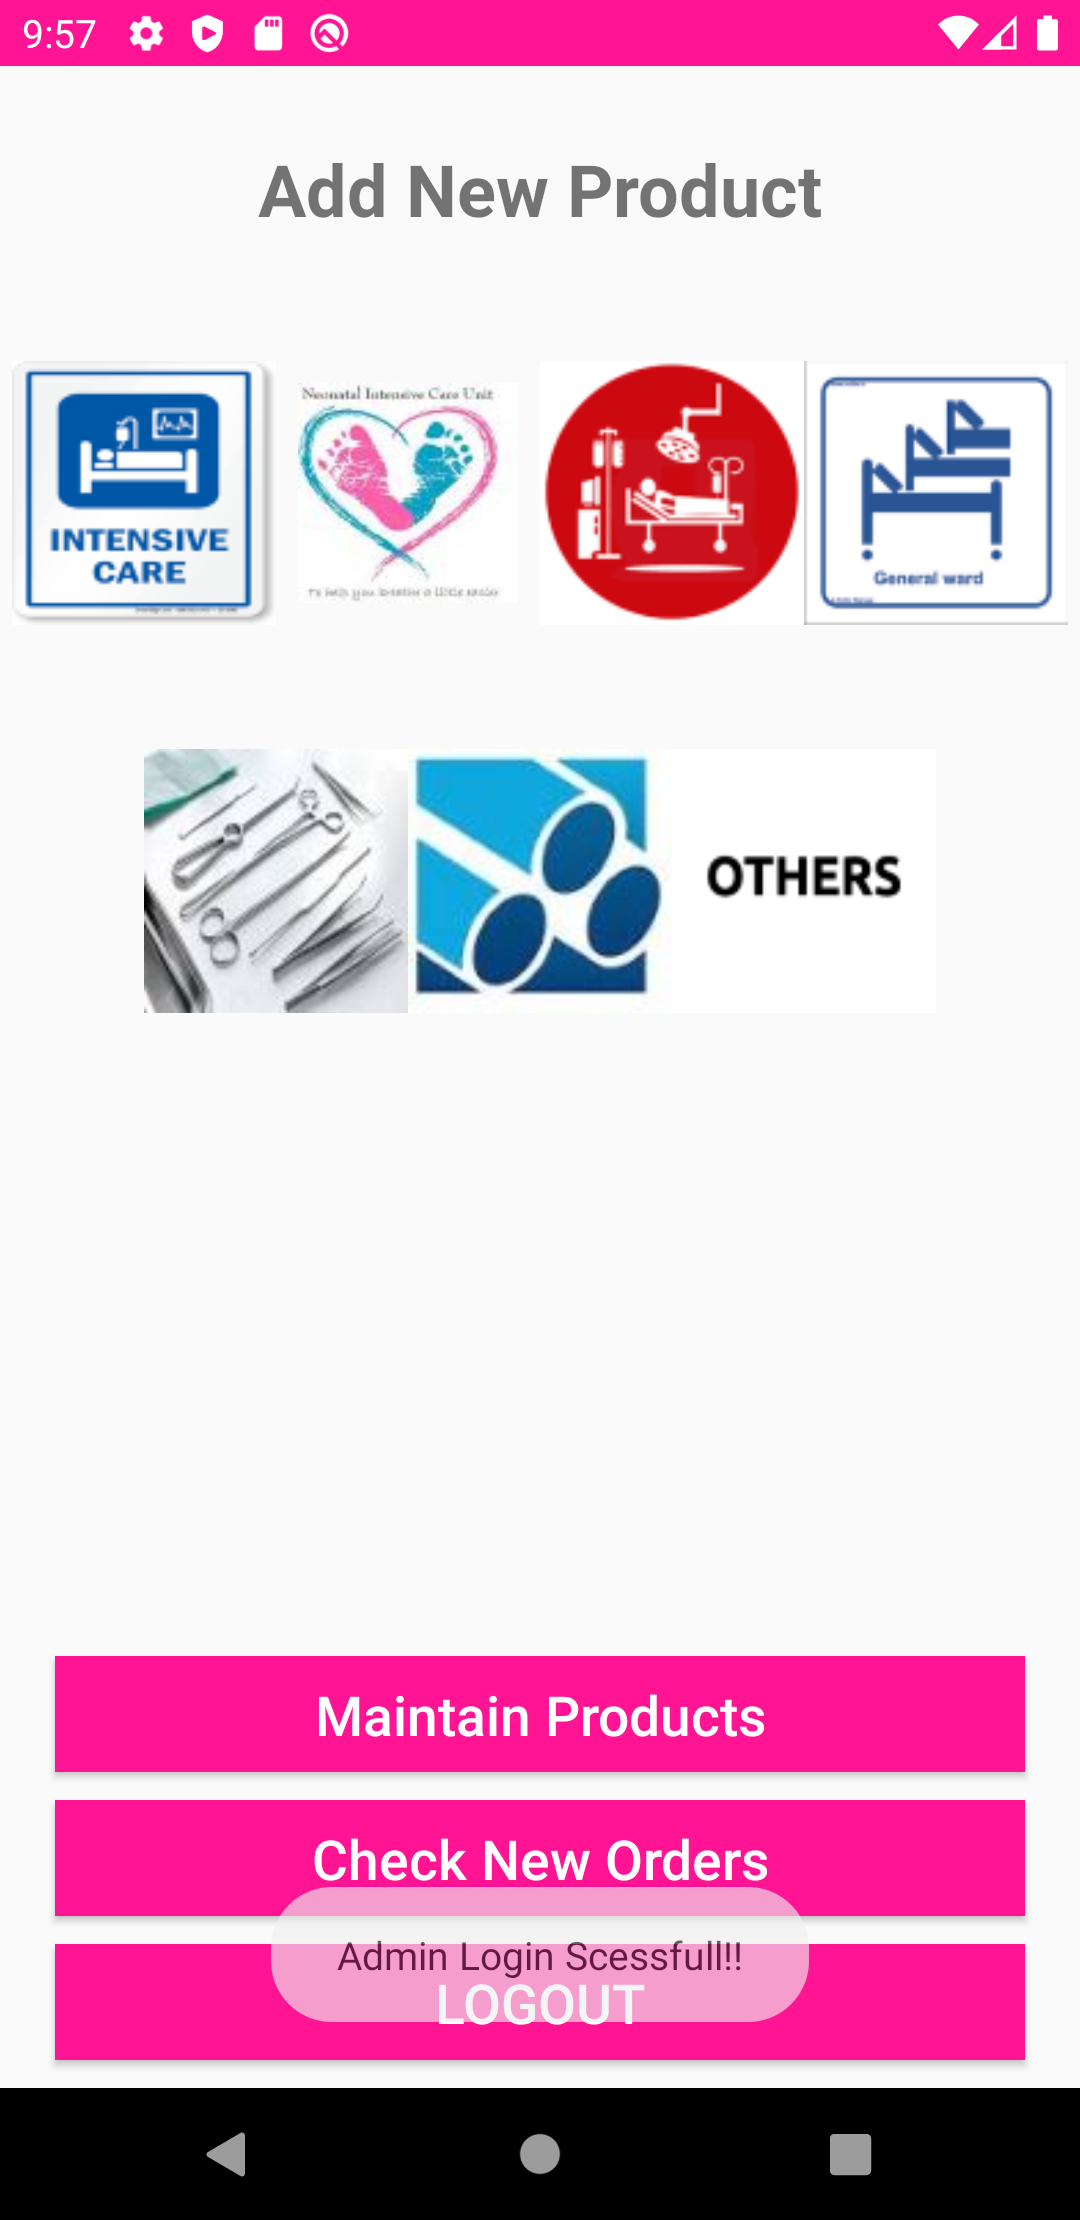 9:57
Add New Product
INTENSIVE
CARE
Neonatal Intensive Care Unit
General ward
OTHERS
Maintain Products
Check New Orders
Admin Login Scessfull!!
LOGOUT